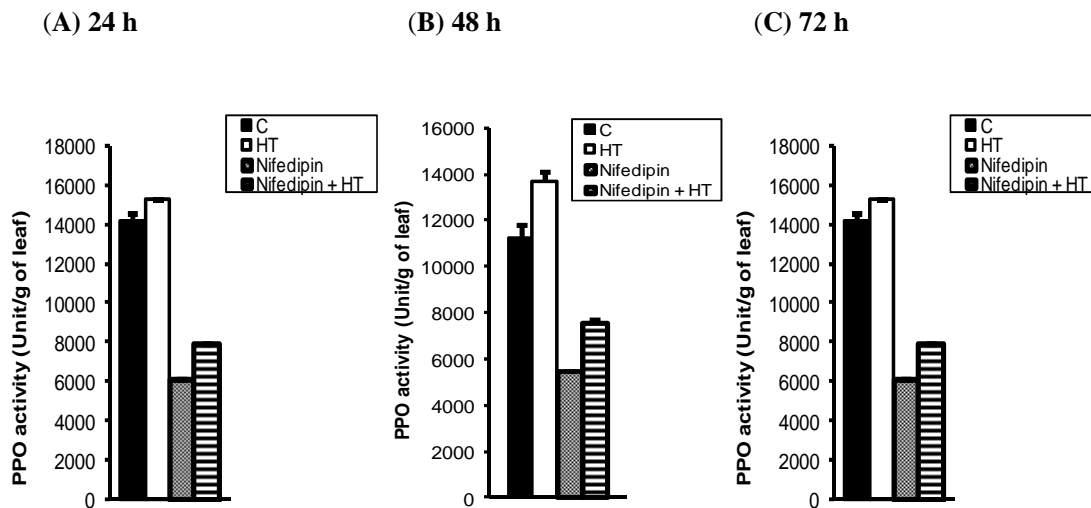 (A) 24 h
(B) 48 h
(C) 72 h
C
HT
Nifedipin
Nifedipin + HT
18000
16000
14000
12000
10000
8000
6000
4000
2000
0
PPO activity (Unit/g of leaf)
C
HT
Nifedipin
Nifedipin + HT
16000
14000
12000
10000
8000
6000
4000
2000
0
PPO activity (Unit/g of leaf)
C
HT
Nifedipin
Nifedipin + HT
18000
16000
14000
12000
10000
8000
6000
4000
2000
0
PPO activity (Unit/g of leaf)